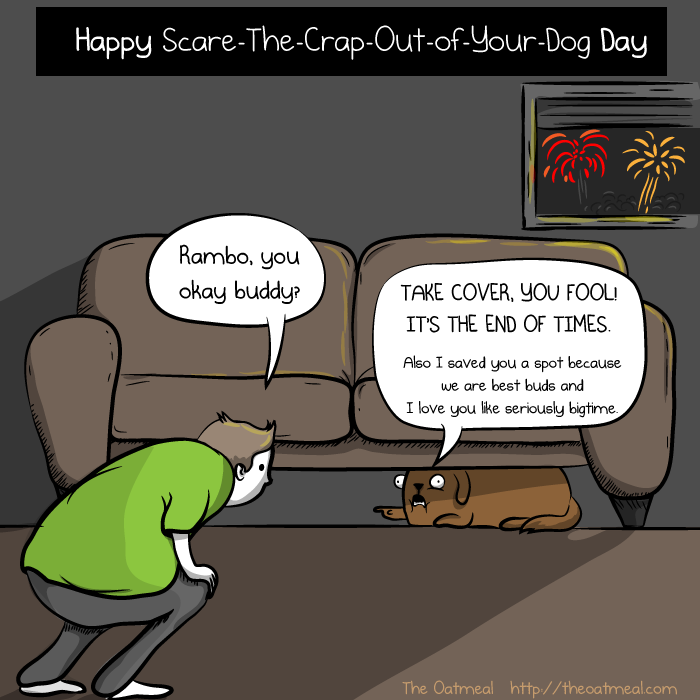 Happy Scare-The-Crap-Out-of-Your-Dog Day
Rambo, you
okay buddy?
TAKE COVER, YOU FOOL!
IT'S THE END OF TIMES.
Also I saved you a spot because
we are best buds and
I love you like seriously bigtime.
The Oatmeal http://theoatmeal.com